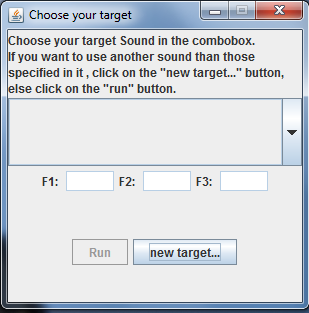 Choose your target
Choose your target Sound in the combobox.
If you want to use another sound than those
specified in it , click on the "new target..." button,
else click on the "run" button.
F1: F2: F3:
Run new target...